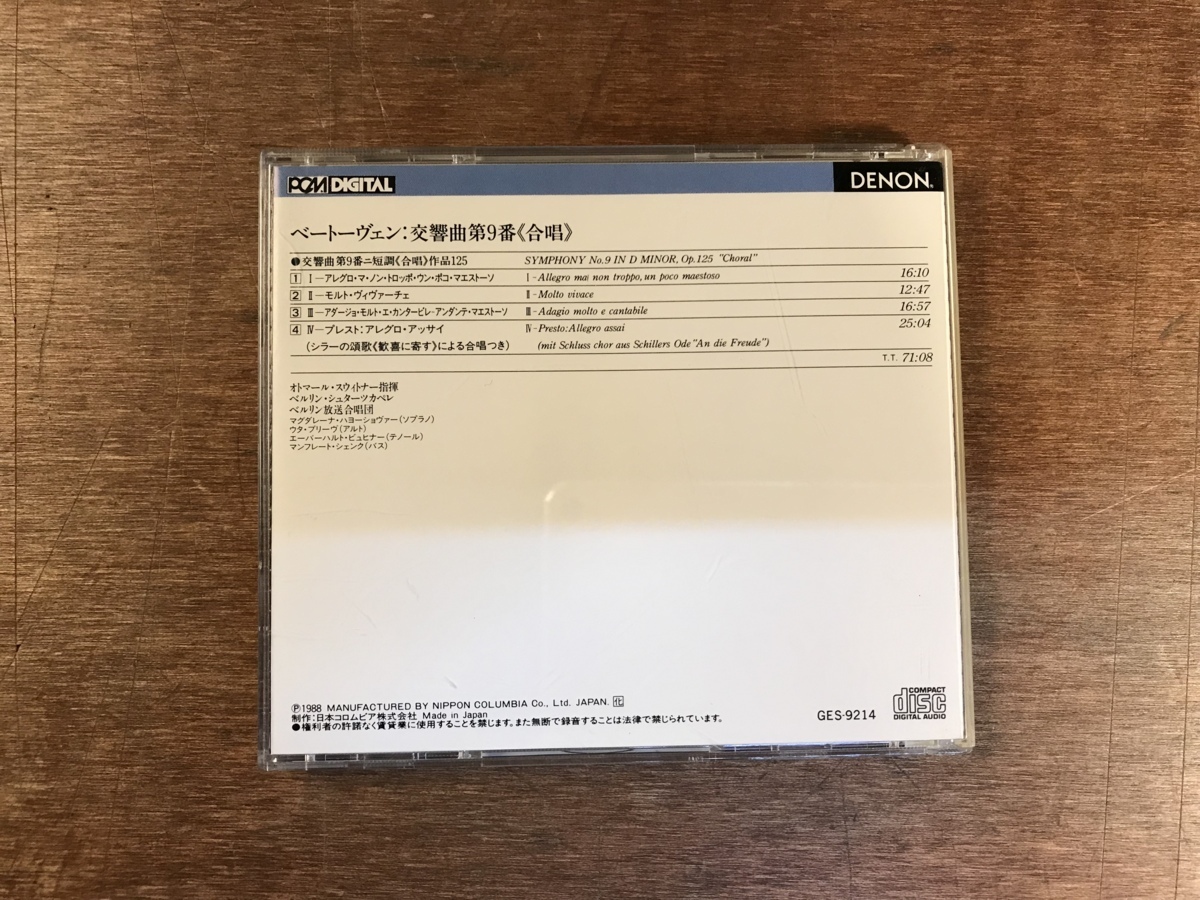 PCM DIGITAL
DENON
ベートーヴェン：交響曲第9番《合唱》
❶交響曲第9番ニ短調《合唱》作品125 SYMPHONY No.9 IN D MINOR, Op.125 "Choral"
1 Ⅰ—アレグロ・マ・ノン・トロッポ・ウン・ポコ・マエストーソ Ⅰ-Allegro ma non troppo, un poco maestoso 16:10
2 Ⅱ—モルト・ヴィヴァーチェ Ⅱ-Molto vivace 12:47
3 Ⅲ—アダージョ・モルト・エ・カンタービレ-アンダンテ・マエストーソ Ⅲ-Adagio molto e cantabile 16:57
4 Ⅳ—プレスト：アレグロ・アッサイ Ⅳ-Presto: Allegro assai 25:04
（シラーの頌歌《歓喜に寄す》による合唱つき） (mit Schluss chor aus Schillers Ode "An die Freude")
T.T. 71:08
オトマール・スウィトナー指揮
ベルリン・シュターツカペレ
ベルリン放送合唱団
マグダレーナ・ハヨーショヴァー（ソプラノ）
ウタ・プリーヴ（アルト）
エーバーハルト・ビュヒナー（テノール）
マンフレート・シェンク（バス）
Ⓟ1988 MANUFACTURED BY NIPPON COLUMBIA Co., Ltd. JAPAN. 化
制作：日本コロムビア株式会社 Made in Japan
●権利者の許諾なく賃貸業に使用することを禁じます。また無断で録音することは法律で禁じられています。
GES-9214
COMPACT
disc
DIGITAL AUDIO